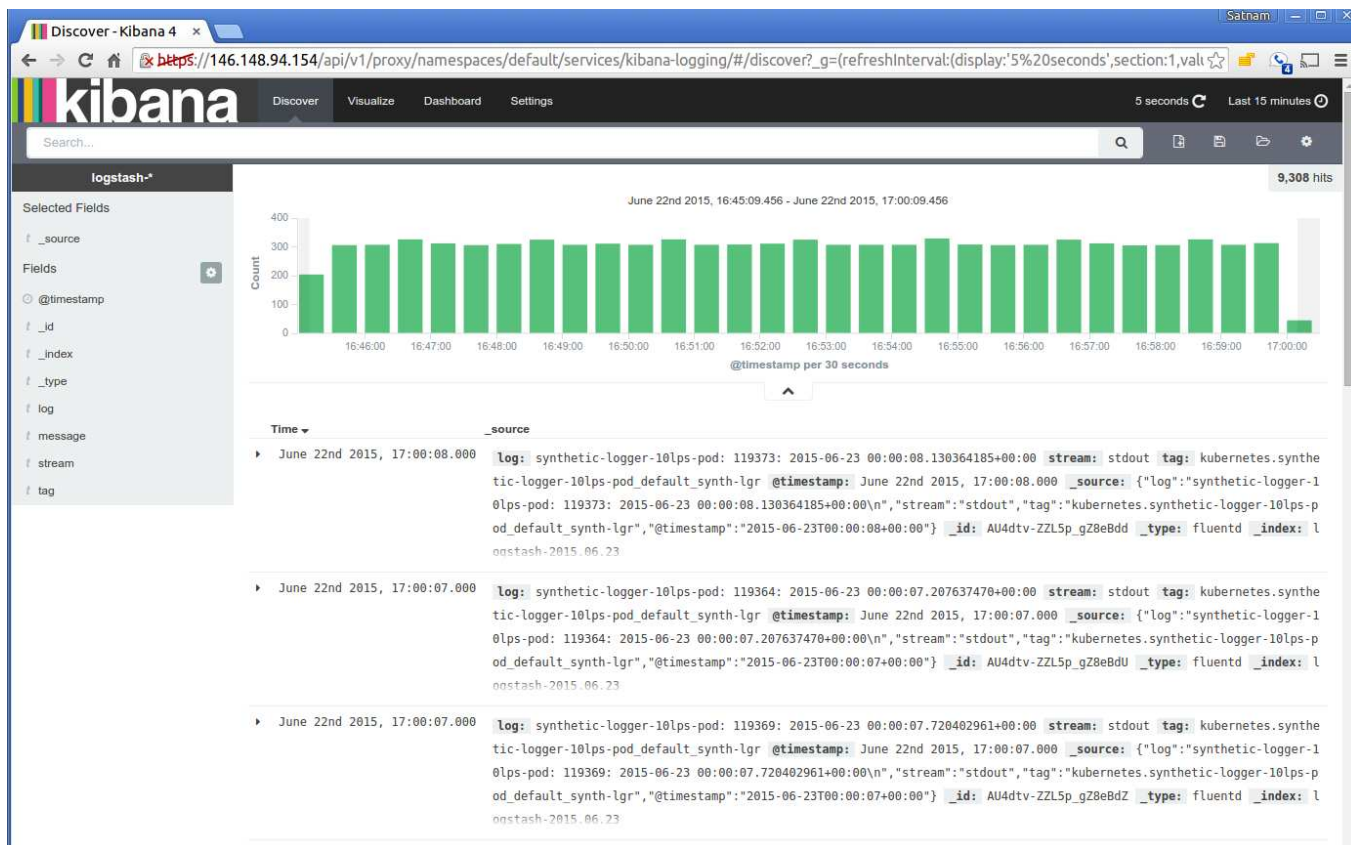 Satnam
Discover - Kibana 4
https://146.148.94.154/api/v1/proxy/namespaces/default/services/kibana-logging/#/discover?_g=(refreshInterval:(display:'5%20seconds',section:1,valu
4
kibana Discover Visualize Dashboard Settings 5 seconds Last 15 minutes
Search...
logstash-* 9,308 hits
Selected Fields
t _source
Fields
@timestamp
t _id
t _index
t _type
t log
t message
t stream
t tag
June 22nd 2015, 16:45:09.456 - June 22nd 2015, 17:00:09.456
Count
400
300
200
100
0
16:46:00 16:47:00 16:48:00 16:49:00 16:50:00 16:51:00 16:52:00 16:53:00 16:54:00 16:55:00 16:56:00 16:57:00 16:58:00 16:59:00 17:00:00
@timestamp per 30 seconds
Time _source
June 22nd 2015, 17:00:08.000 log: synthetic-logger-10lps-pod: 119373: 2015-06-23 00:00:08.130364185+00:00 stream: stdout tag: kubernetes.synthe
tic-logger-10lps-pod_default_synth-lgr @timestamp: June 22nd 2015, 17:00:08.000 _source: {"log":"synthetic-logger-1
0lps-pod: 119373: 2015-06-23 00:00:08.130364185+00:00\n","stream":"stdout","tag":"kubernetes.synthetic-logger-10lps-p
od_default_synth-lgr","@timestamp":"2015-06-23T00:00:08+00:00"} _id: AU4dtv-ZZL5p_gZ8eBdd _type: fluentd _index: l
ogstash-2015.06.23
June 22nd 2015, 17:00:07.000 log: synthetic-logger-10lps-pod: 119364: 2015-06-23 00:00:07.207637470+00:00 stream: stdout tag: kubernetes.synthe
tic-logger-10lps-pod_default_synth-lgr @timestamp: June 22nd 2015, 17:00:07.000 _source: {"log":"synthetic-logger-1
0lps-pod: 119364: 2015-06-23 00:00:07.207637470+00:00\n","stream":"stdout","tag":"kubernetes.synthetic-logger-10lps-p
od_default_synth-lgr","@timestamp":"2015-06-23T00:00:07+00:00"} _id: AU4dtv-ZZL5p_gZ8eBdU _type: fluentd _index: l
ogstash-2015.06.23
June 22nd 2015, 17:00:07.000 log: synthetic-logger-10lps-pod: 119369: 2015-06-23 00:00:07.720402961+00:00 stream: stdout tag: kubernetes.synthe
tic-logger-10lps-pod_default_synth-lgr @timestamp: June 22nd 2015, 17:00:07.000 _source: {"log":"synthetic-logger-1
0lps-pod: 119369: 2015-06-23 00:00:07.720402961+00:00\n","stream":"stdout","tag":"kubernetes.synthetic-logger-10lps-p
od_default_synth-lgr","@timestamp":"2015-06-23T00:00:07+00:00"} _id: AU4dtv-ZZL5p_gZ8eBdZ _type: fluentd _index: l
ogstash-2015.06.23